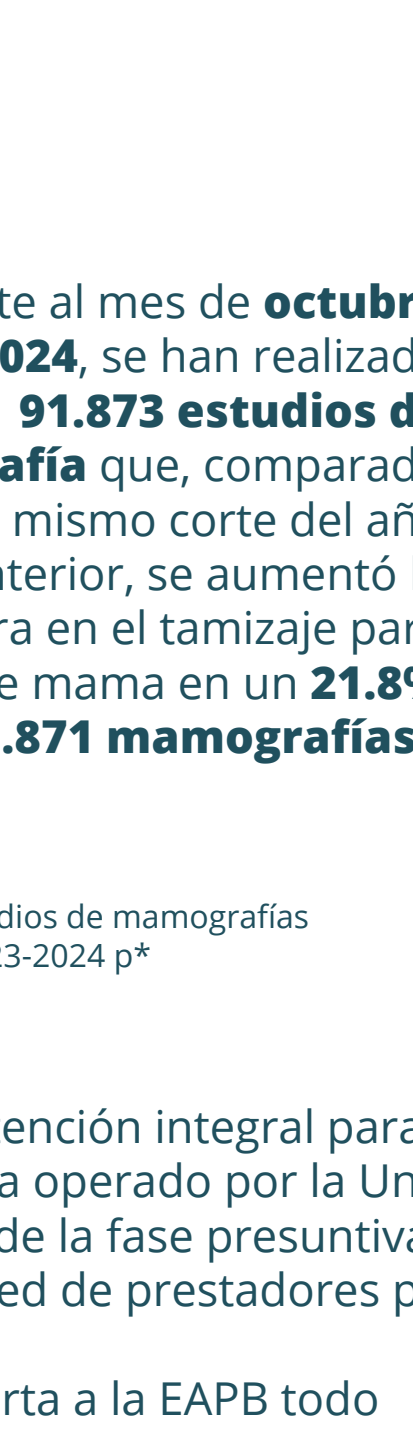 te al mes de octubr
024, se han realizad
91.873 estudios d
afía que, comparad
mismo corte del añ
nterior, se aumentó
ra en el tamizaje par
e mama en un 21.8%
.871 mamografías
dios de mamografías
23-2024 p*
tención integral para
a operado por la Un
de la fase presuntiva
ed de prestadores p
rta a la EAPB todo